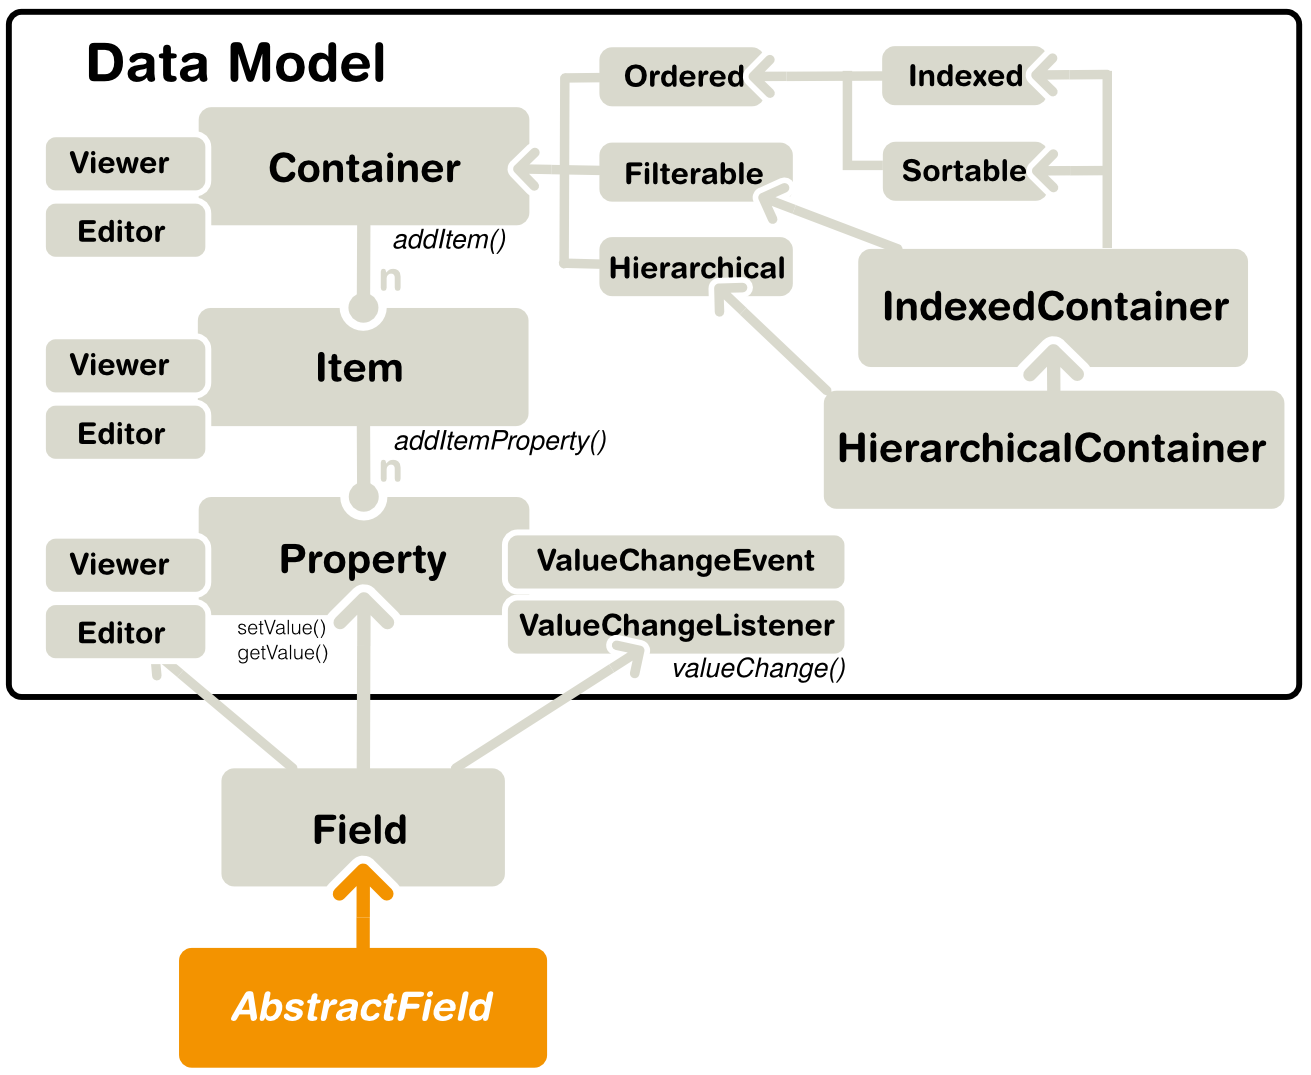 Data Model
Container
Viewer
Editor
addItem()
n
Ordered
Indexed
Filterable
Sortable
Hierarchical
IndexedContainer
HierarchicalContainer
Item
Viewer
Editor
addItemProperty()
n
Property
Viewer
Editor
setValue()
getValue()
ValueChangeEvent
ValueChangeListener
valueChange()
Field
AbstractField